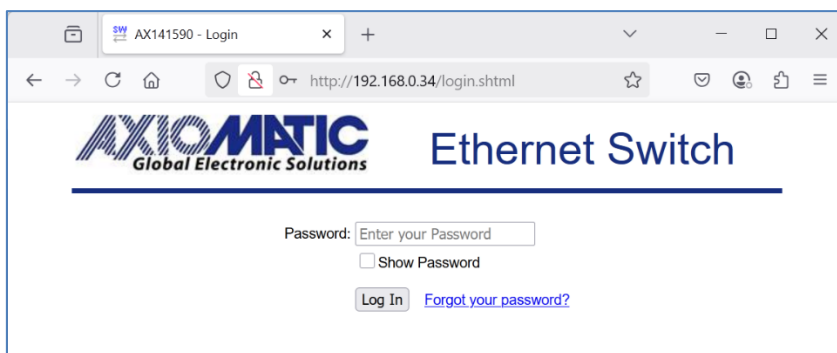 SW AX141590 - Login
http://192.168.0.34/login.shtml
AXIOMATIC
Global Electronic Solutions
Ethernet Switch
Password: Enter your Password
Show Password
Log In Forgot your password?